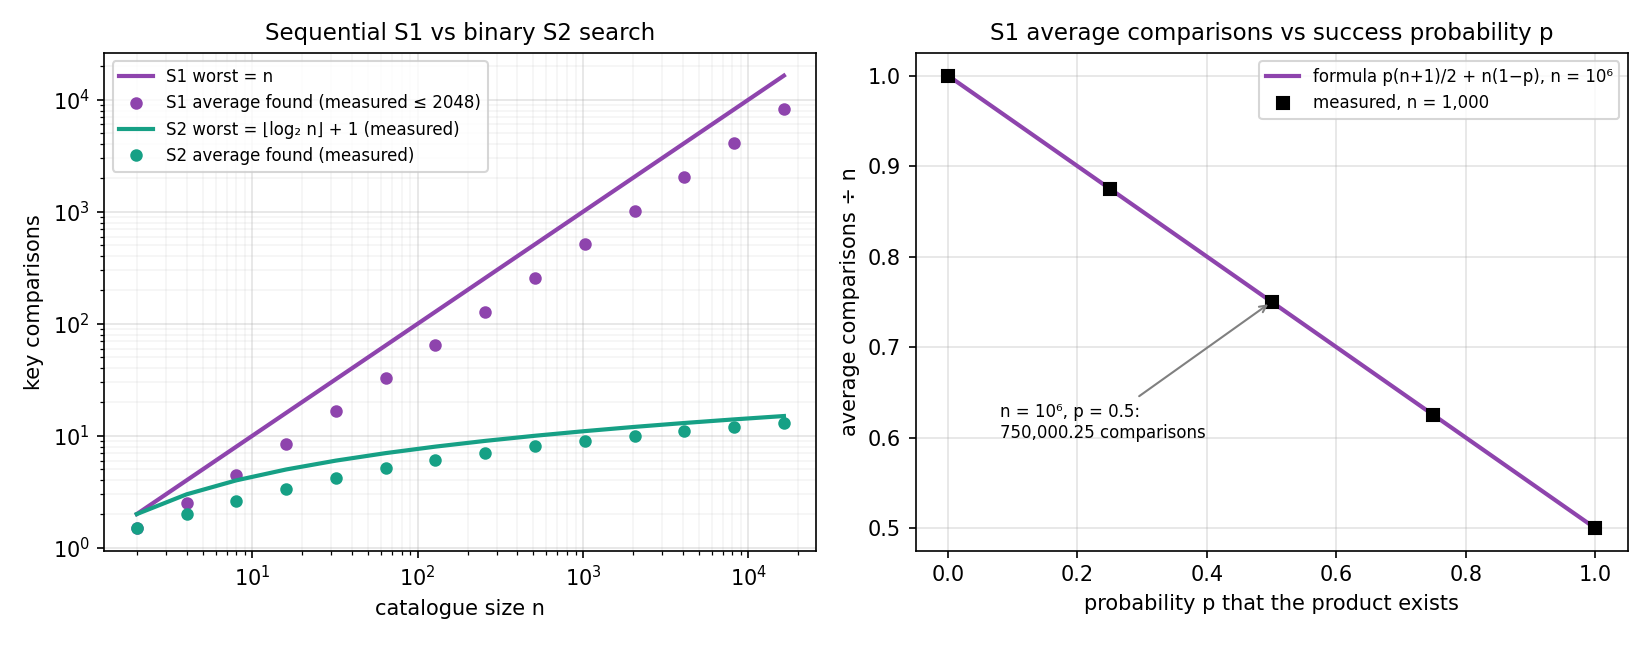 Sequential S1 vs binary S2 search
S1 worst = n
S1 average found (measured ≤ 2048)
S2 worst = ⌊log₂ n⌋ + 1 (measured)
S2 average found (measured)
key comparisons
10⁴
10³
10²
10¹
10⁰
10¹ 10² 10³ 10⁴
catalogue size n
S1 average comparisons vs success probability p
formula p(n+1)/2 + n(1−p), n = 10⁶
measured, n = 1,000
average comparisons ÷ n
1.0
0.9
0.8
0.7
0.6
0.5
n = 10⁶, p = 0.5:
750,000.25 comparisons
0.0 0.2 0.4 0.6 0.8 1.0
probability p that the product exists